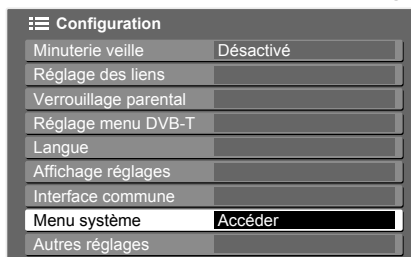 Configuration
Minuterie veille Désactivé
Réglage des liens
Verrouillage parental
Réglage menu DVB-T
Langue
Affichage réglages
Interface commune
Menu système Accéder
Autres réglages